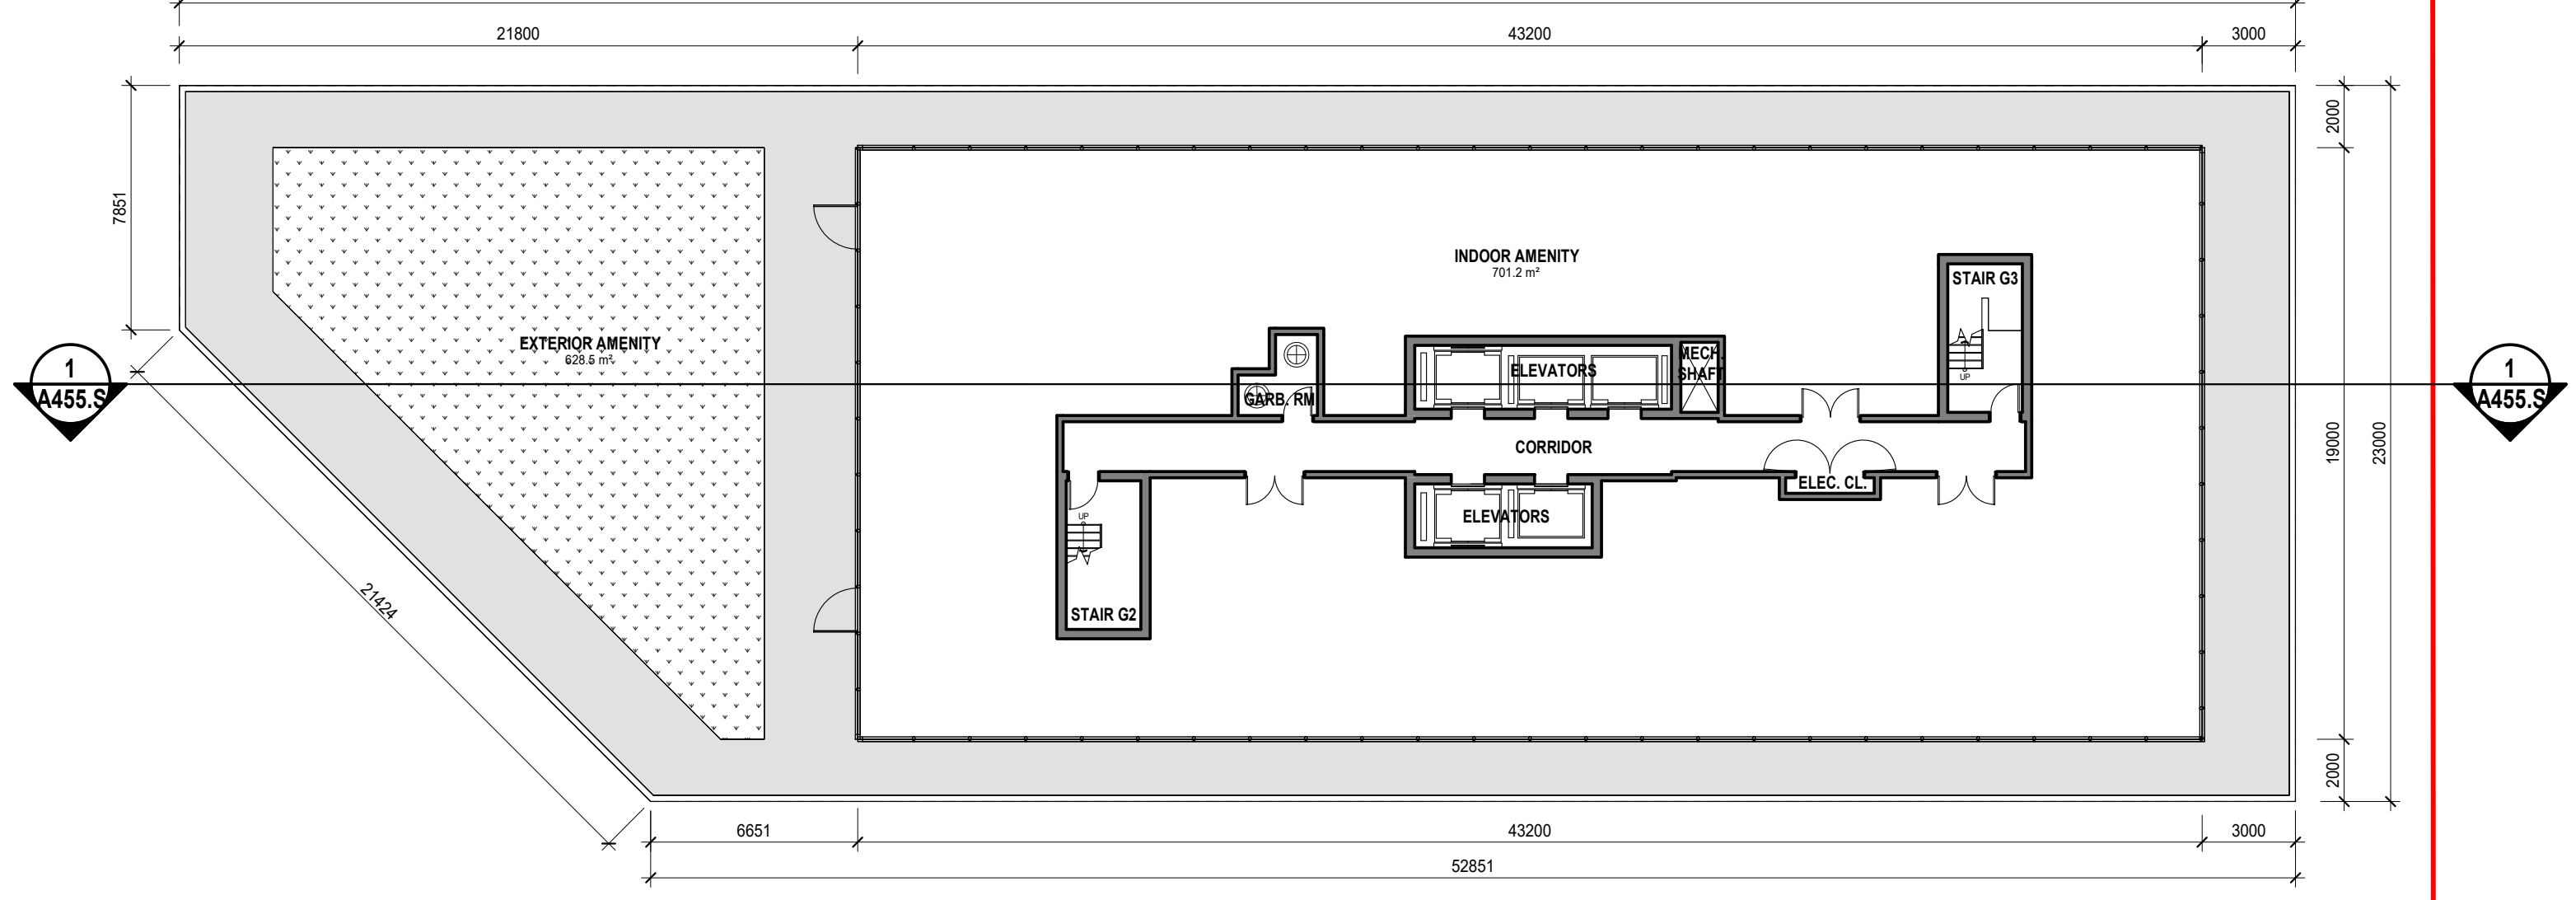 21800
43200
3000
2000
7851
INDOOR AMENITY
701.2 m²
STAIR G3
EXTERIOR AMENITY
628.5 m²
1
A455.S
1
A455.S
MECH.
SHAFT
ELEVATORS
UP
GARB. RM
CORRIDOR
19000
23000
ELEC. CL.
UP
ELEVATORS
21424
STAIR G2
2000
6651
43200
3000
52851